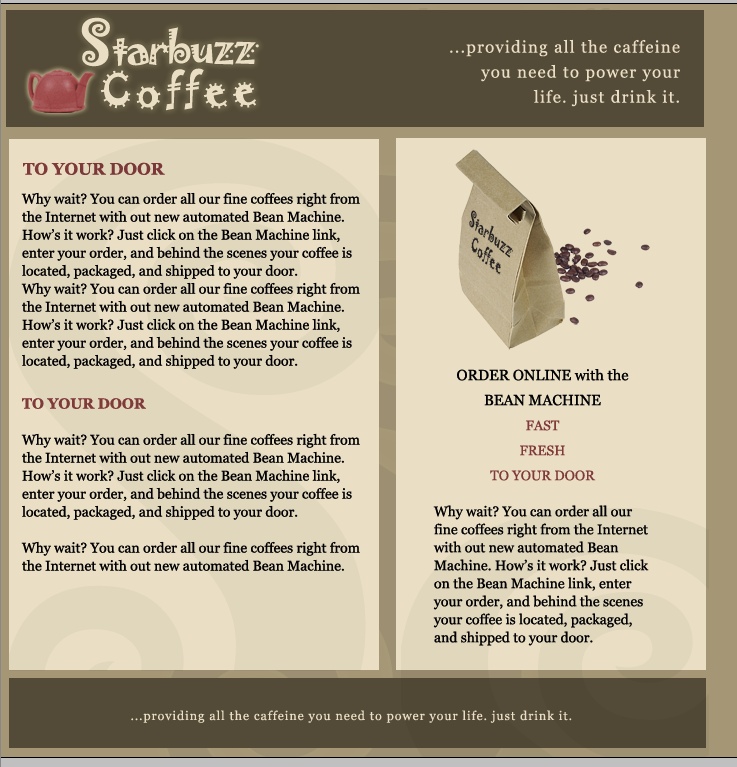 Starbuzz
Coffee
...providing all the caffeine
you need to power your
life. just drink it.
TO YOUR DOOR
Why wait? You can order all our fine coffees right from
the Internet with out new automated Bean Machine.
How's it work? Just click on the Bean Machine link,
enter your order, and behind the scenes your coffee is
located, packaged, and shipped to your door.
Why wait? You can order all our fine coffees right from
the Internet with out new automated Bean Machine.
How's it work? Just click on the Bean Machine link,
enter your order, and behind the scenes your coffee is
located, packaged, and shipped to your door.
TO YOUR DOOR
Why wait? You can order all our fine coffees right from
the Internet with out new automated Bean Machine.
How's it work? Just click on the Bean Machine link,
enter your order, and behind the scenes your coffee is
located, packaged, and shipped to your door.
Why wait? You can order all our fine coffees right from
the Internet with out new automated Bean Machine.
Starbuzz
Coffee
ORDER ONLINE with the
BEAN MACHINE
FAST
FRESH
TO YOUR DOOR
Why wait? You can order all our
fine coffees right from the Internet
with out new automated Bean
Machine. How's it work? Just click
on the Bean Machine link, enter
your order, and behind the scenes
your coffee is located, packaged,
and shipped to your door.
...providing all the caffeine you need to power your life. just drink it.